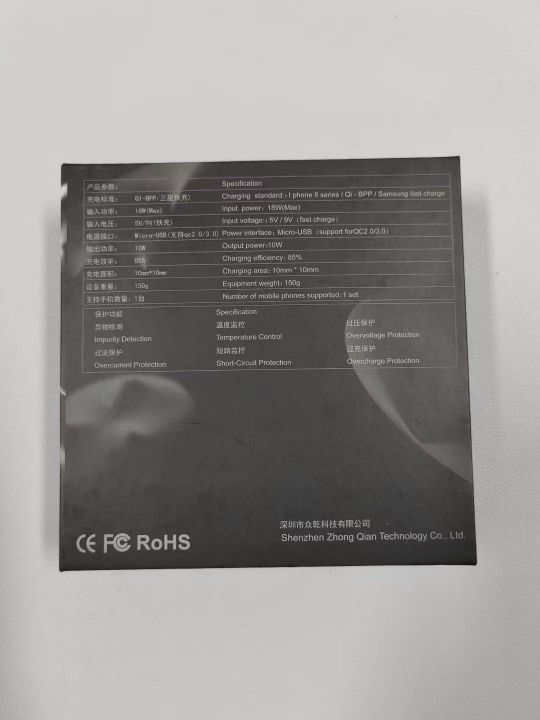 产品参数: Specification
充电标准: Qi-BPP/三星快充) Charging standard: I phone 8 series / Qi - BPP / Samsung fast charge
输入功率: 18W(Max) Input power: 18W(Max)
输入电压: 5V/9V(快充) Input voltage: 5V / 9V (fast charge)
电源接口: Micro-USB(支持qc2.0/3.0) Power interface: Micro-USB (support forQC2.0/3.0)
输出功率: 10W Output power:10W
充电效率: 85% Charging efficiency: 85%
充电面积: 10mm*10mm Charging area: 10mm * 10mm
设备重量: 150g Equipment weight: 150g
支持手机数量: 1台 Number of mobile phones supported: 1 set
保护功能 Specification
异物检测 温度监控 过压保护
Impurity Detection Temperature Control Overvoltage Protection
过流保护 短路监控 过充保护
Overcurrent Protection Short-Circuit Protection Overcharge Protection
深圳市众乾科技有限公司
CE FC RoHS Shenzhen Zhong Qian Technology Co., Ltd.